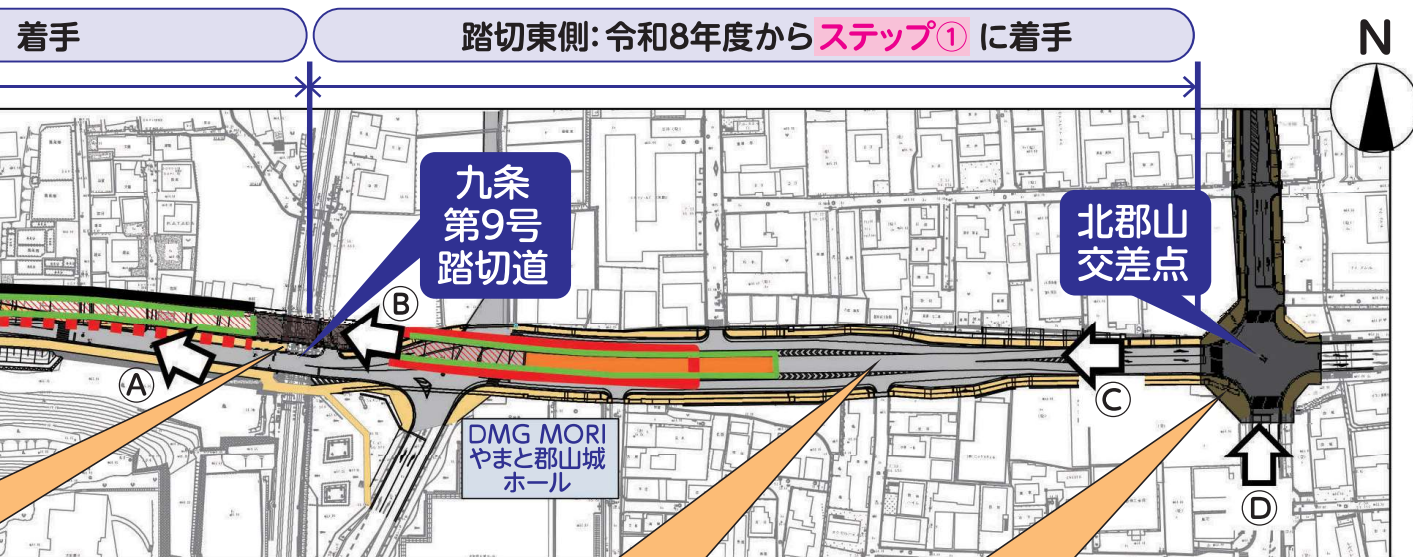 着手
踏切東側：令和8年度からステップ①に着手
N
九条
第9号
踏切道
北郡山
交差点
Ⓑ
Ⓐ
Ⓒ
DMG MORI
やまと郡山城
ホール
Ⓓ